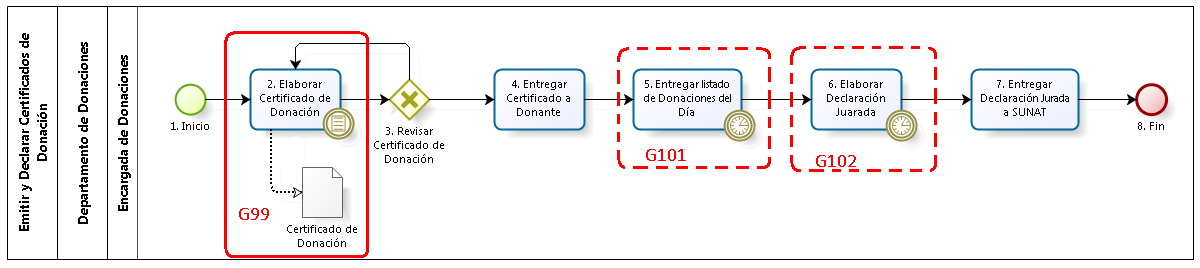 Emitir y Declarar Certificados de
Donación
Departamento de Donaciones
Encargada de Donaciones
1. Inicio
2. Elaborar
Certificado de
Donación
3. Revisar
Certificado de
Donación
Certificado de
Donación
G99
4. Entregar
Certificado a
Donante
5. Entregar listado
de Donaciones del
Día
G101
6. Elaborar
Declaración
Juarada
G102
7. Entregar
Declaración Jurada
a SUNAT
8. Fin